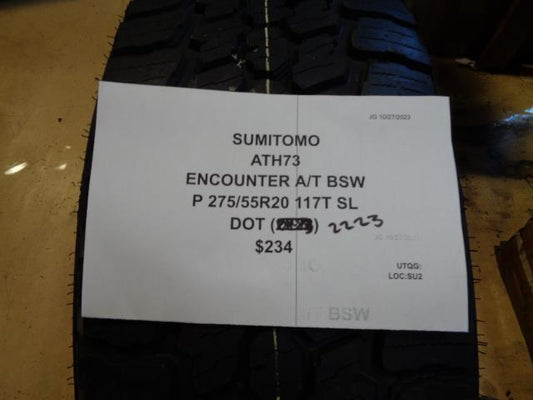 JG 10/27/2023
SUMITOMO
ATH73
ENCOUNTER A/T BSW
P 275/55R20 117T SL
DOT ( ) 2223
$234
UTQG:
LOC:SU2
BSW